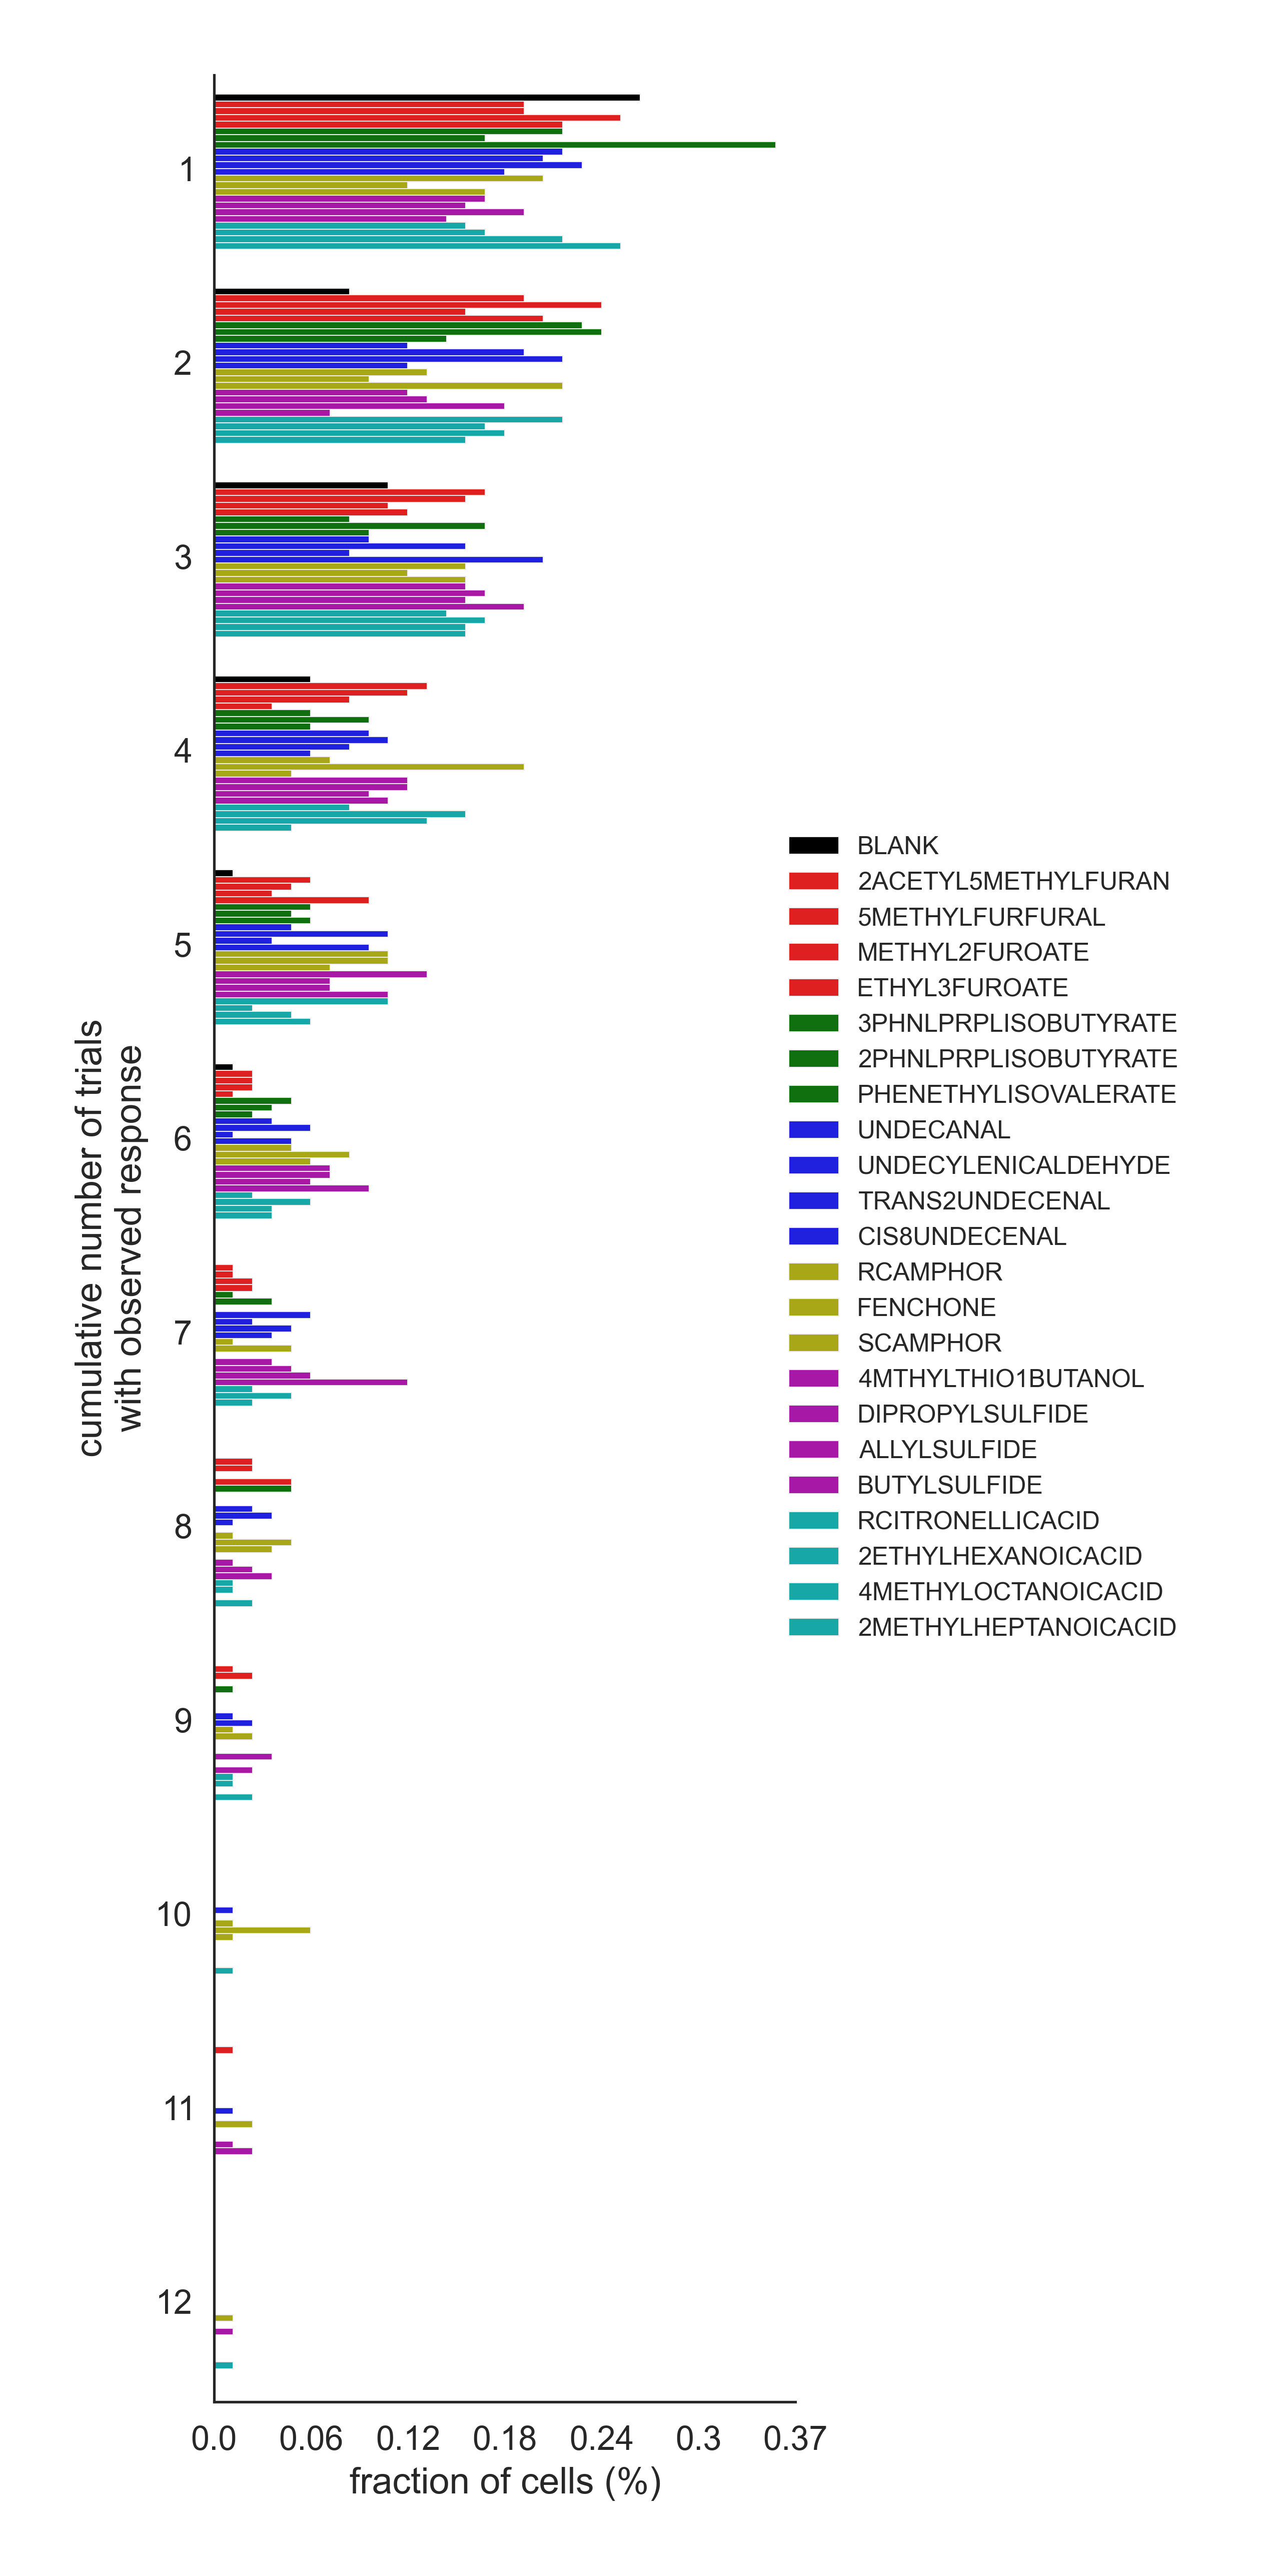 1
2
3
4
5
6
7
8
9
10
11
12
cumulative number of trials
with observed response
BLANK
2ACETYL5METHYLFURAN
5METHYLFURFURAL
METHYL2FUROATE
ETHYL3FUROATE
3PHNLPRPLISOBUTYRATE
2PHNLPRPLISOBUTYRATE
PHENETHYLISOVALERATE
UNDECANAL
UNDECYLENICALDEHYDE
TRANS2UNDECENAL
CIS8UNDECENAL
RCAMPHOR
FENCHONE
SCAMPHOR
4MTHYLTHIO1BUTANOL
DIPROPYLSULFIDE
ALLYLSULFIDE
BUTYLSULFIDE
RCITRONELLICACID
2ETHYLHEXANOICACID
4METHYLOCTANOICACID
2METHYLHEPTANOICACID
0.0 0.06 0.12 0.18 0.24 0.3 0.37
fraction of cells (%)